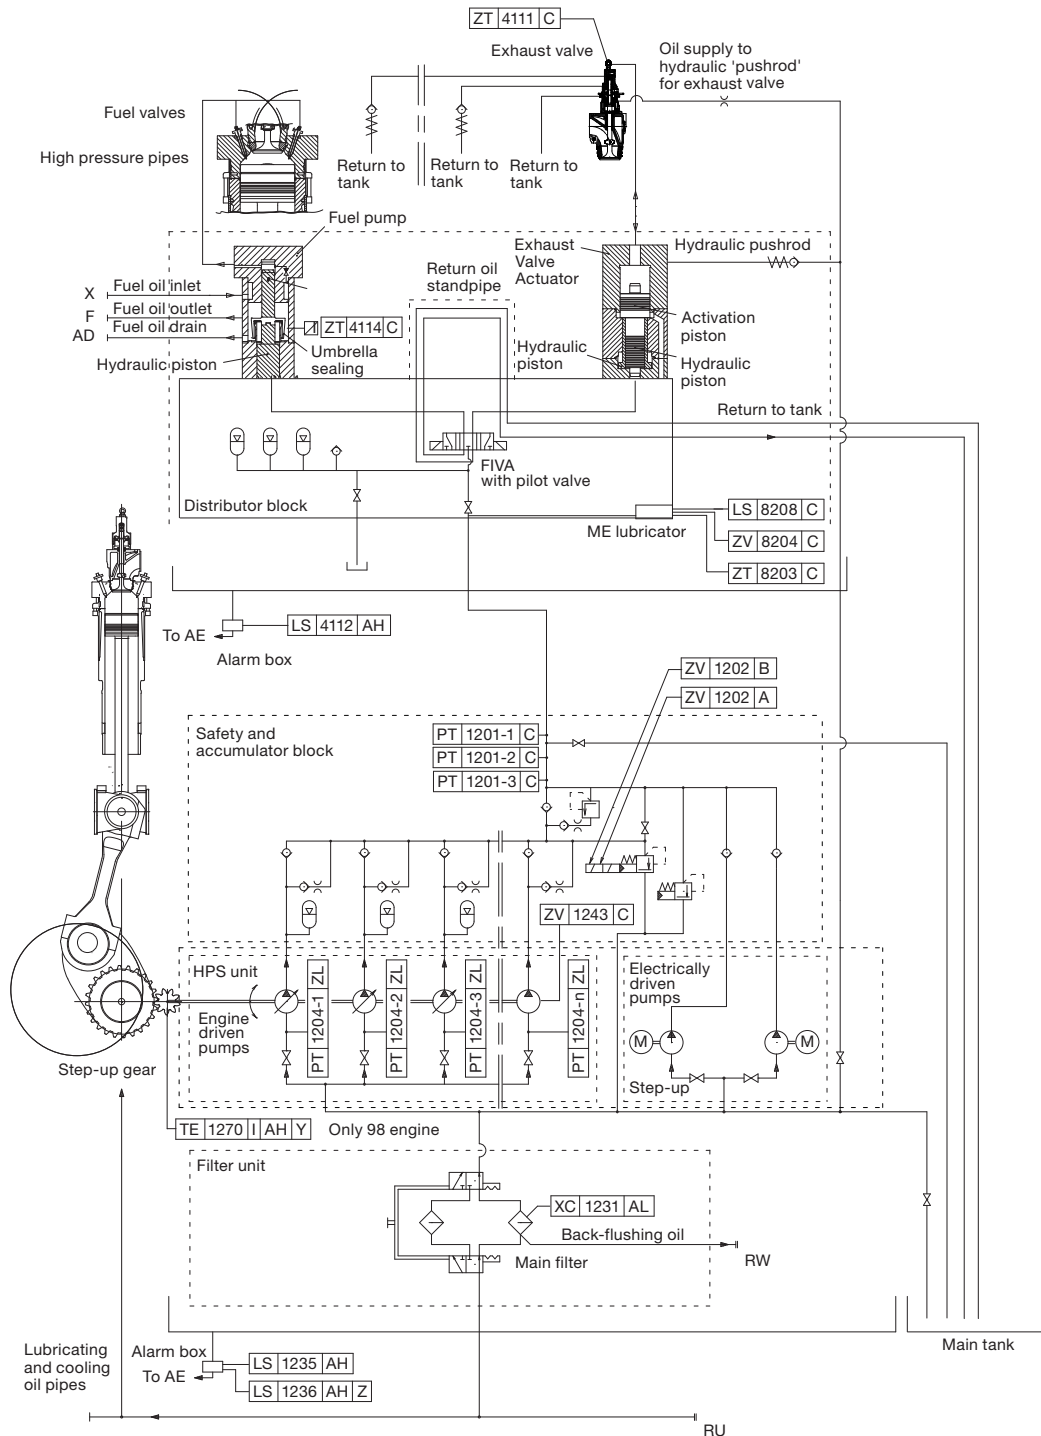 ZT 4111 C
Exhaust valve
Oil supply to
hydraulic 'pushrod'
for exhaust valve
Fuel valves
High pressure pipes
Return to
tank
Return to
tank
Return to
tank
Fuel pump
Exhaust
Valve
Actuator
Hydraulic pushrod
Return oil
standpipe
X
Fuel oil inlet
F
Fuel oil outlet
AD
Fuel oil drain
ZT 4114 C
Activation
piston
Umbrella
sealing
Hydraulic
piston
Hydraulic piston
Hydraulic
piston
Return to tank
FIVA
with pilot valve
Distributor block
ME lubricator
LS 8208 C
ZV 8204 C
ZT 8203 C
LS 4112 AH
To AE
Alarm box
ZV 1202 B
ZV 1202 A
Safety and
accumulator block
PT 1201-1 C
PT 1201-2 C
PT 1201-3 C
ZV 1243 C
HPS unit
Engine
driven
pumps
PT 1204-1 ZL
PT 1204-2 ZL
PT 1204-3 ZL
PT 1204-n ZL
Electrically
driven
pumps
M
M
Step-up
Step-up gear
TE 1270 I AH Y
Only 98 engine
Filter unit
XC 1231 AL
Back-flushing oil
RW
Main filter
Main tank
Lubricating
and cooling
oil pipes
Alarm box
To AE
LS 1235 AH
LS 1236 AH Z
RU